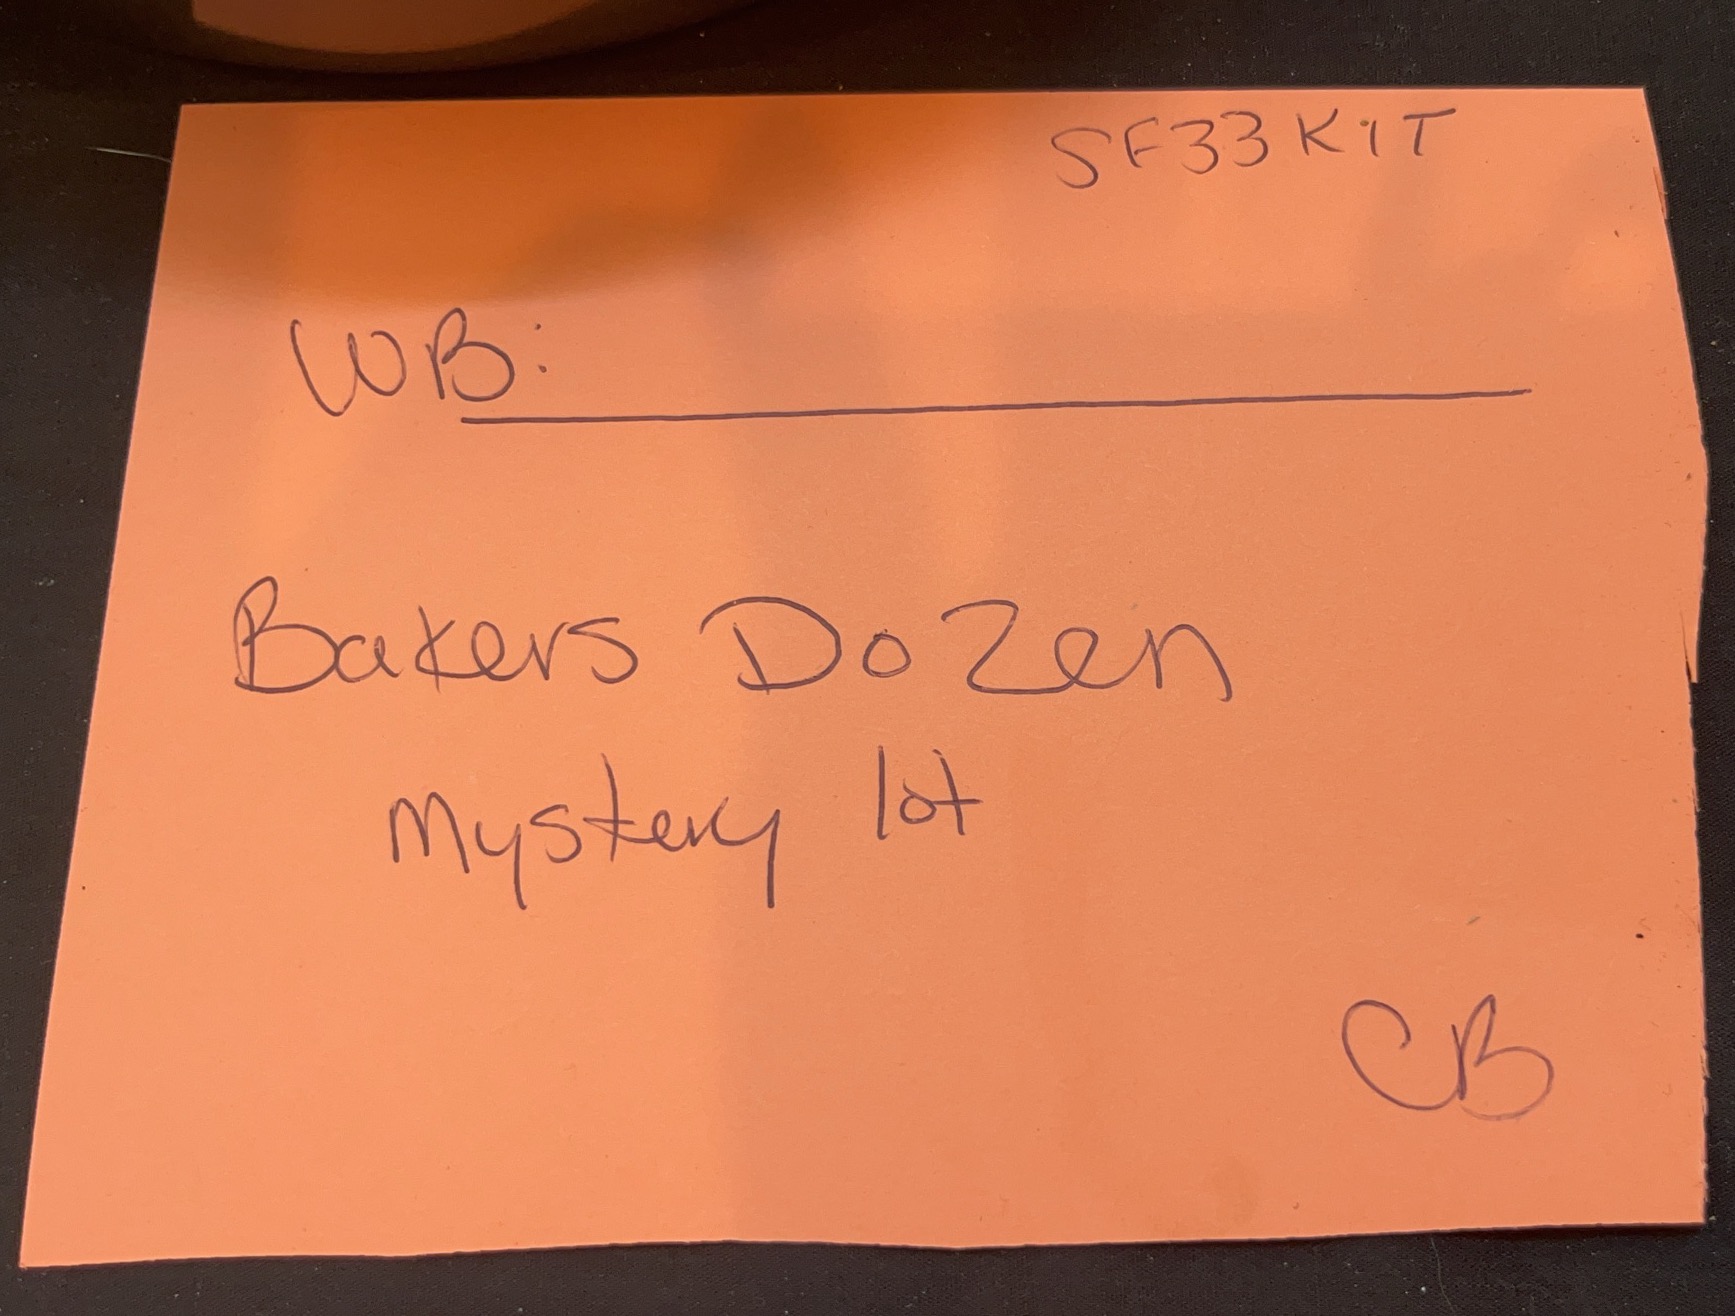 SF33KiT
WB:
Bakers Dozen
Mystery lot
CB